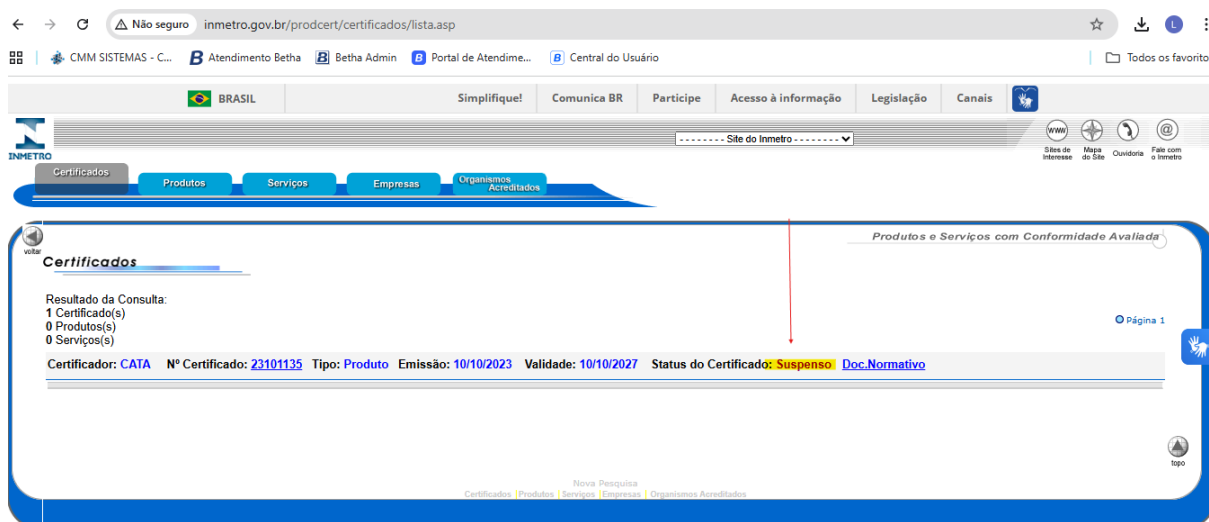 Não seguro inmetro.gov.br/prodcert/certificados/lista.asp L
CMM SISTEMAS - C... B Atendimento Betha B Betha Admin B Portal de Atendime... B Central do Usuário Todos os favorito
BRASIL Simplifique! Comunica BR Participe Acesso à informação Legislação Canais
INMETRO
- - - - - - - - Site do Inmetro - - - - - - - -
www @
Sites de Interesse
Mapa do Site
Ouvidoria
Fale com o Inmetro
Certificados Produtos Serviços Empresas Organismos Acreditados
voltar
Produtos e Serviços com Conformidade Avaliada
Certificados
Resultado da Consulta:
1 Certificado(s)
0 Produtos(s)
0 Serviços(s)
Página 1
Certificador: CATA Nº Certificado: 23101135 Tipo: Produto Emissão: 10/10/2023 Validade: 10/10/2027 Status do Certificado: Suspenso Doc.Normativo
topo
Nova Pesquisa
Certificados |Produtos |Serviços |Empresas |Organismos Acreditados